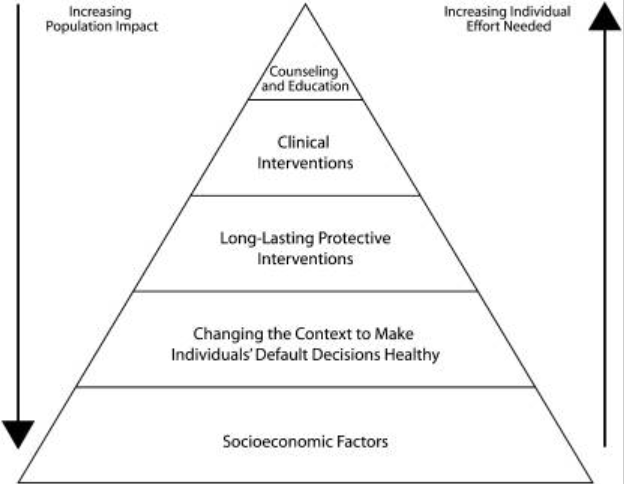 Increasing
Population Impact
Increasing Individual
Effort Needed
Counseling
and Education
Clinical
Interventions
Long-Lasting Protective
Interventions
Changing the Context to Make
Individuals' Default Decisions Healthy
Socioeconomic Factors